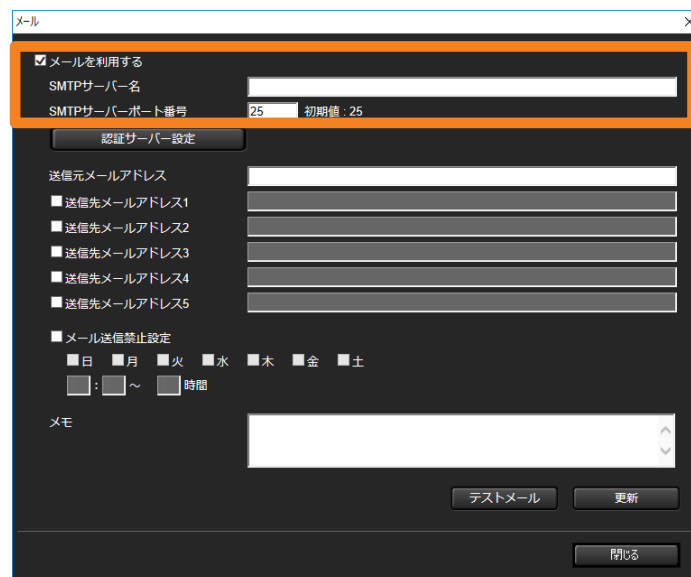 メール
メールを利用する
SMTPサーバー名
SMTPサーバーポート番号 25 初期値 : 25
認証サーバー設定
送信元メールアドレス
送信先メールアドレス1
送信先メールアドレス2
送信先メールアドレス3
送信先メールアドレス4
送信先メールアドレス5
メール送信禁止設定
日 月 火 水 木 金 土
: ～ 時間
メモ
テストメール 更新
閉じる